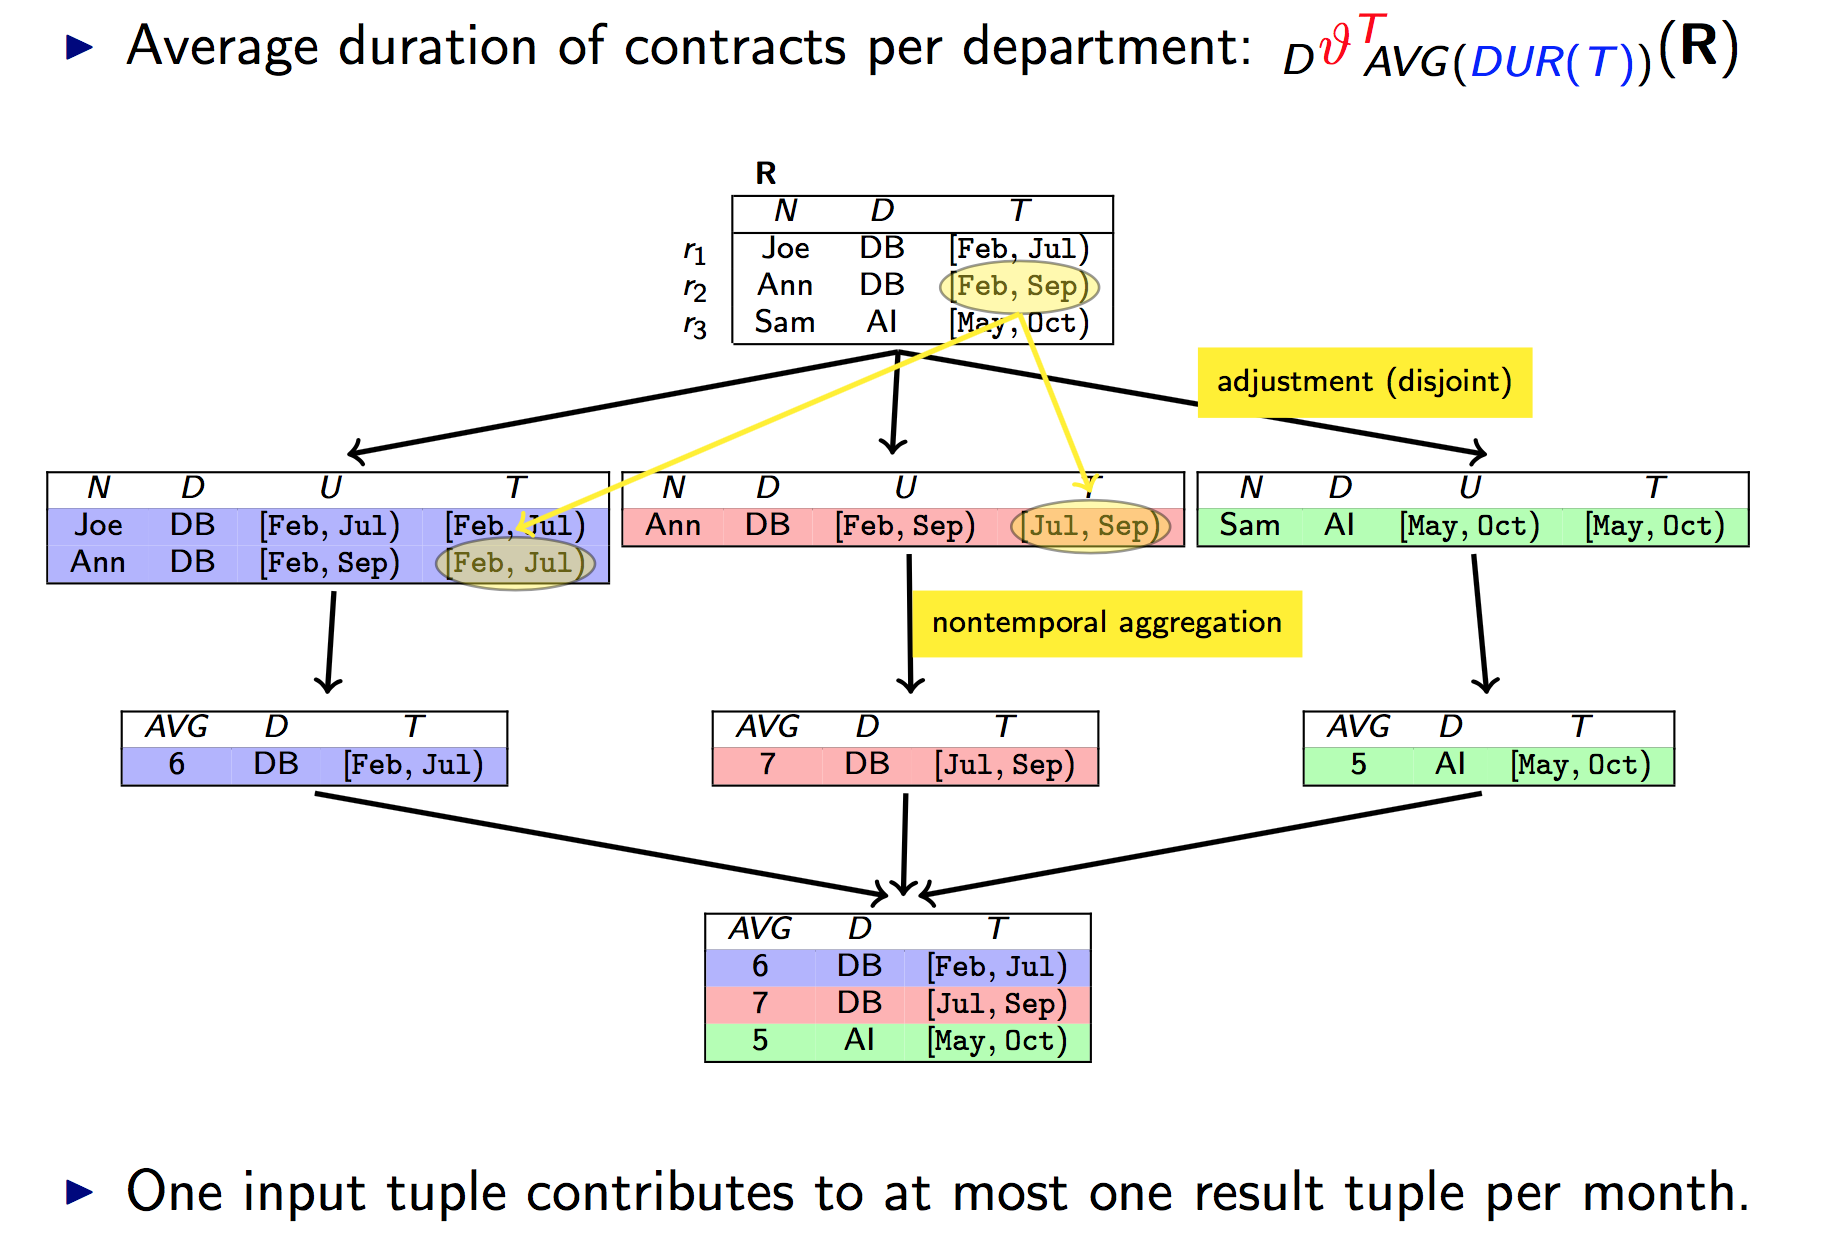 ▶ Average duration of contracts per department: DϑᵀAVG(DUR(T))(R)
R
N D T
r1 Joe DB [Feb, Jul)
r2 Ann DB [Feb, Sep)
r3 Sam AI [May, Oct)
adjustment (disjoint)
N D U T
Joe DB [Feb, Jul) [Feb, Jul)
Ann DB [Feb, Sep) [Feb, Jul)
N D U T
Ann DB [Feb, Sep) [Jul, Sep)
N D U T
Sam AI [May, Oct) [May, Oct)
nontemporal aggregation
AVG D T
6 DB [Feb, Jul)
AVG D T
7 DB [Jul, Sep)
AVG D T
5 AI [May, Oct)
AVG D T
6 DB [Feb, Jul)
7 DB [Jul, Sep)
5 AI [May, Oct)
▶ One input tuple contributes to at most one result tuple per month.